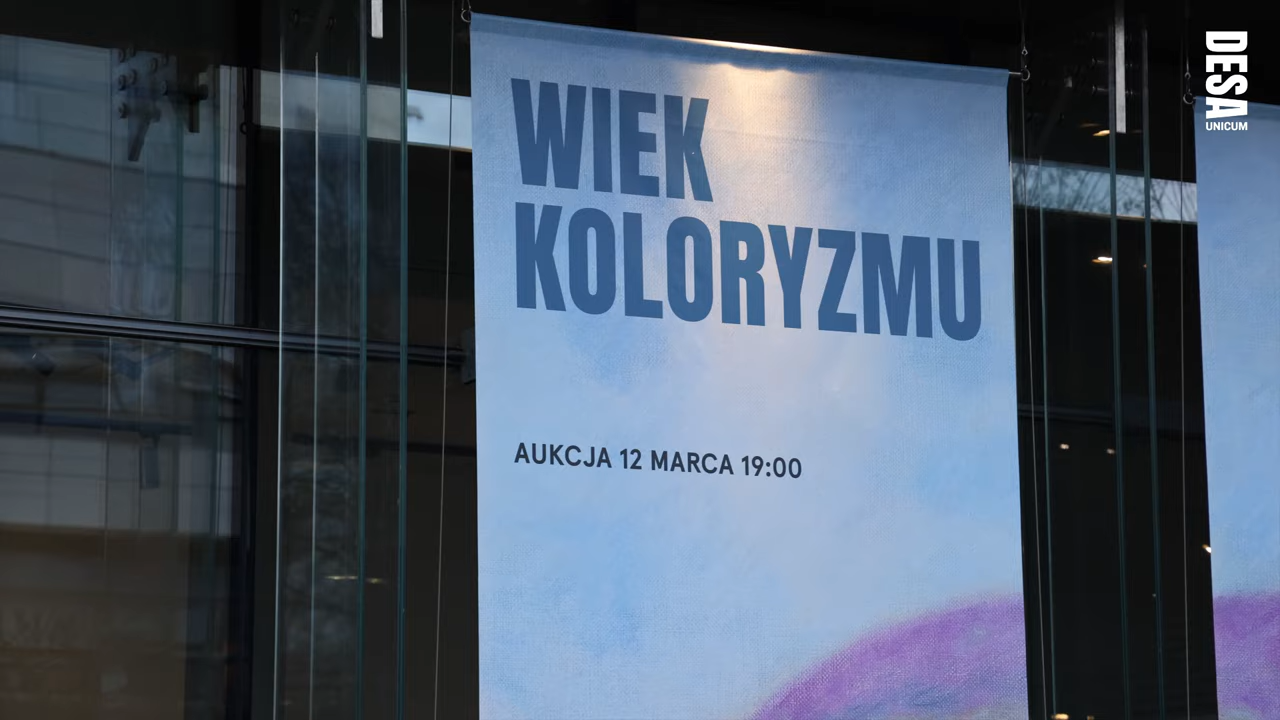 WIEK
KOLORYZMU
AUKCJA 12 MARCA 19:00
DESA
UNICUM